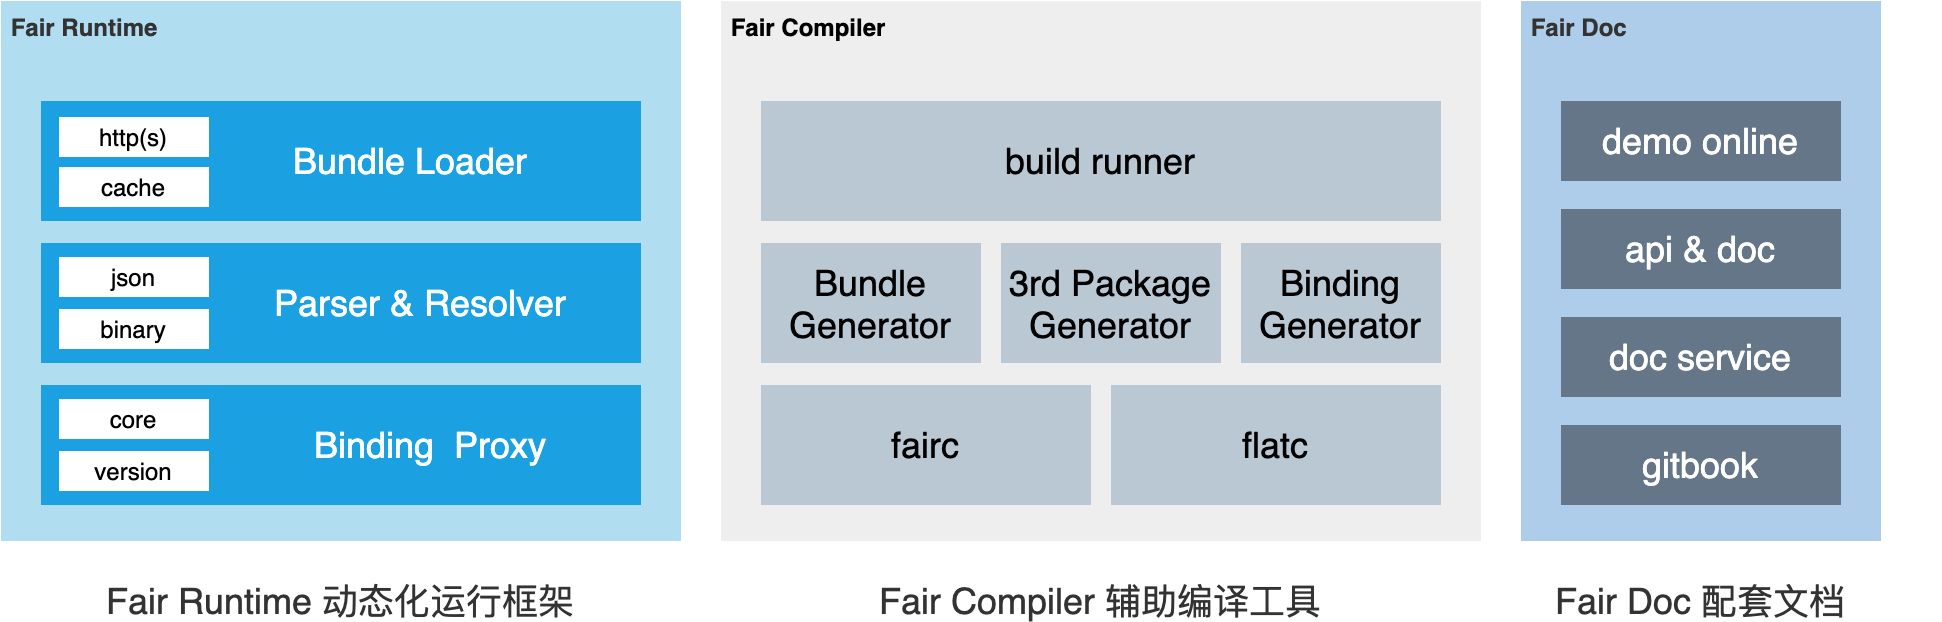 Fair Runtime
http(s)
cache
Bundle Loader
json
binary
Parser & Resolver
core
version
Binding  Proxy
Fair Runtime 动态化运行框架
Fair Compiler
build runner
Bundle
Generator
3rd Package
Generator
Binding
Generator
fairc
flatc
Fair Compiler 辅助编译工具
Fair Doc
demo online
api & doc
doc service
gitbook
Fair Doc 配套文档